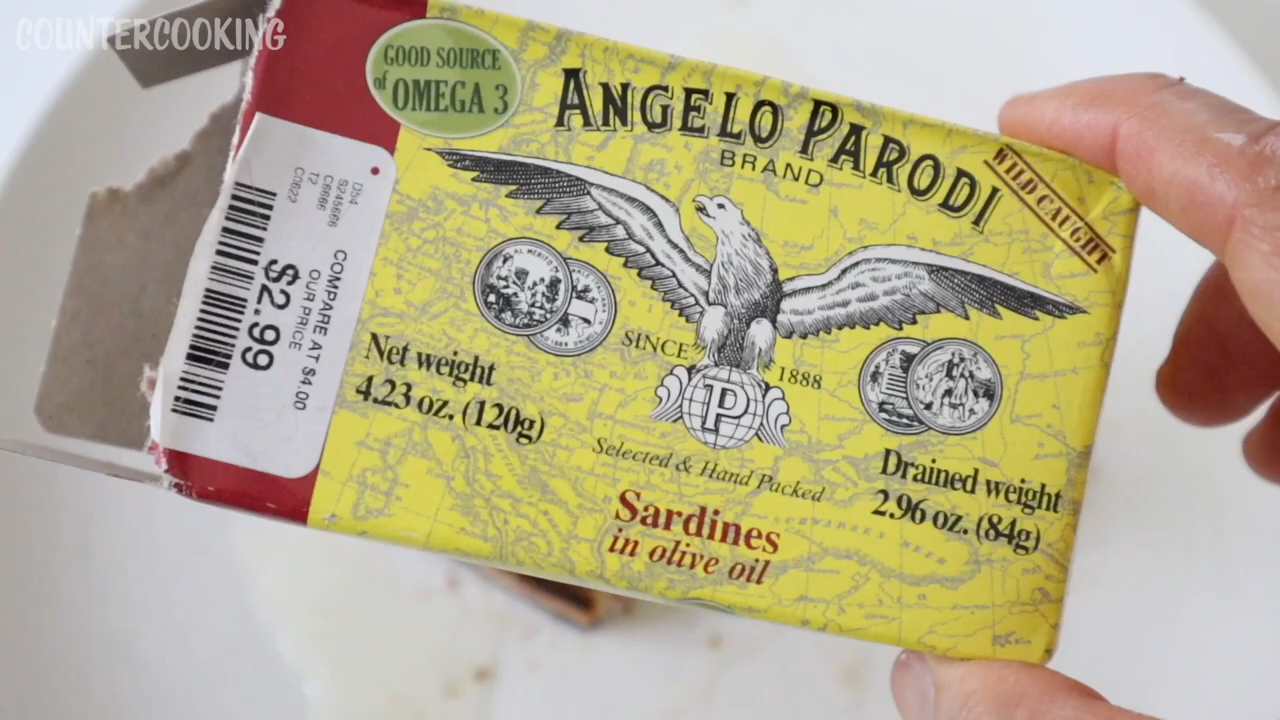 COUNTERCOOKING
GOOD SOURCE
of OMEGA 3
ANGELO PARODI
BRAND
WILD CAUGHT
COMPARE AT $4.00
OUR PRICE
$2.99
SINCE 1888
P
Net weight
4.23 oz. (120g)
Selected & Hand Packed
Drained weight
2.96 oz. (84g)
Sardines
in olive oil